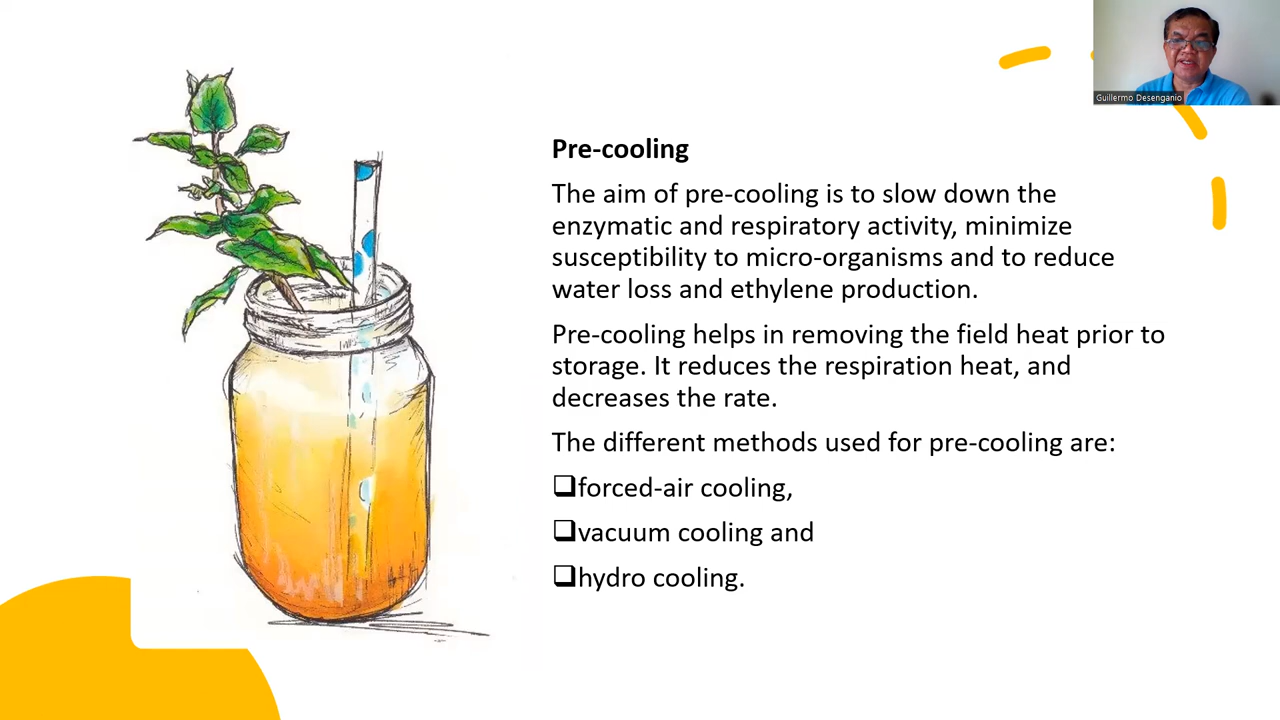 Guillermo Desenganio
Pre-cooling
The aim of pre-cooling is to slow down the
enzymatic and respiratory activity, minimize
susceptibility to micro-organisms and to reduce
water loss and ethylene production.
Pre-cooling helps in removing the field heat prior to
storage. It reduces the respiration heat, and
decreases the rate.
The different methods used for pre-cooling are:
❑forced-air cooling,
❑vacuum cooling and
❑hydro cooling.